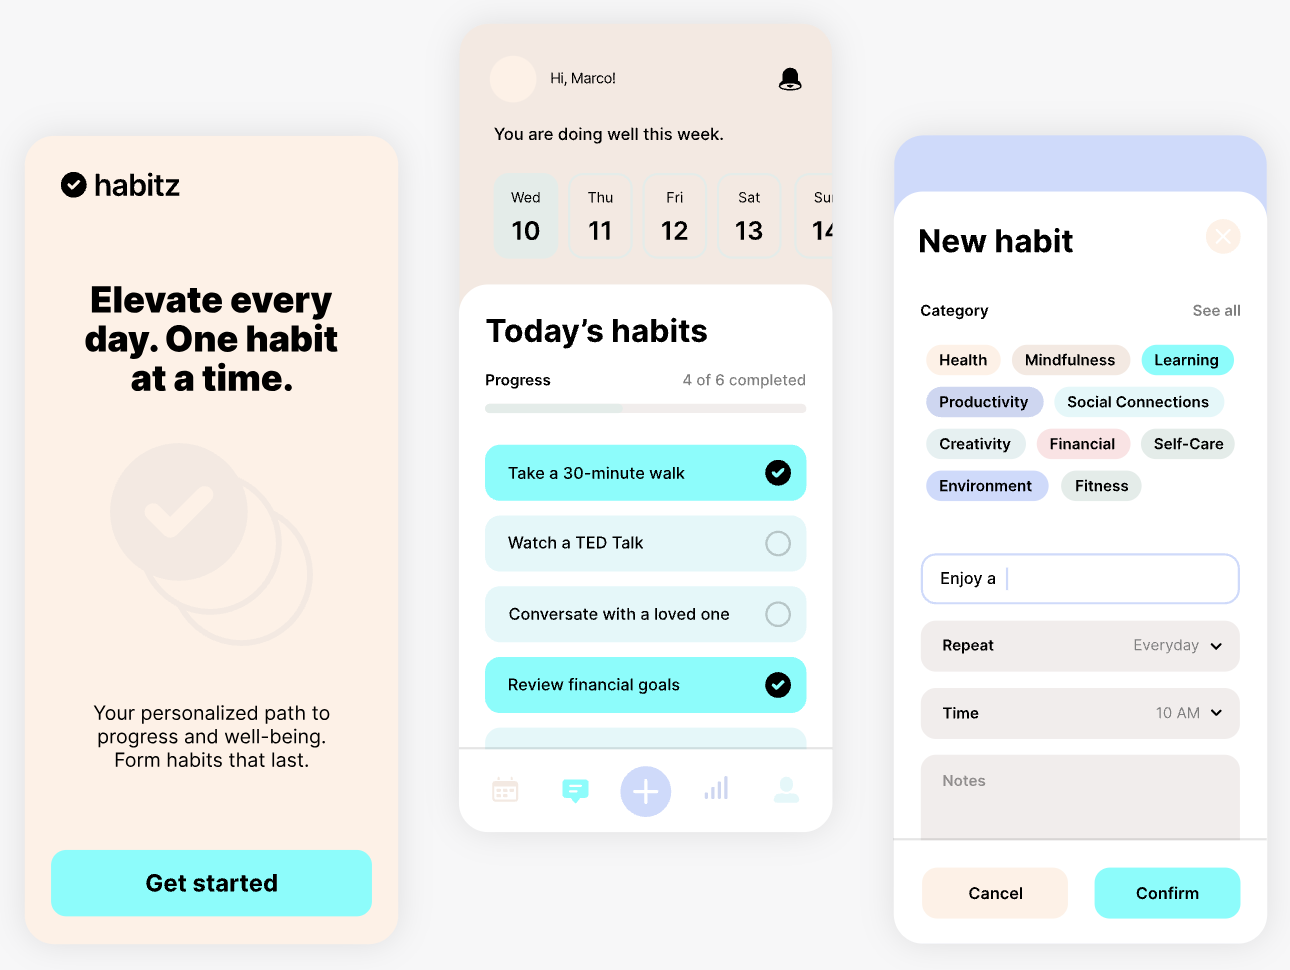 habitz
Elevate every
day. One habit
at a time.
Your personalized path to
progress and well-being.
Form habits that last.
Get started
Hi, Marco!
You are doing well this week.
Wed Thu Fri Sat Sun
10 11 12 13 14
Today's habits
Progress 4 of 6 completed
Take a 30-minute walk
Watch a TED Talk
Conversate with a loved one
Review financial goals
New habit
Category See all
Health Mindfulness Learning
Productivity Social Connections
Creativity Financial Self-Care
Environment Fitness
Enjoy a
Repeat Everyday
Time 10 AM
Notes
Cancel Confirm